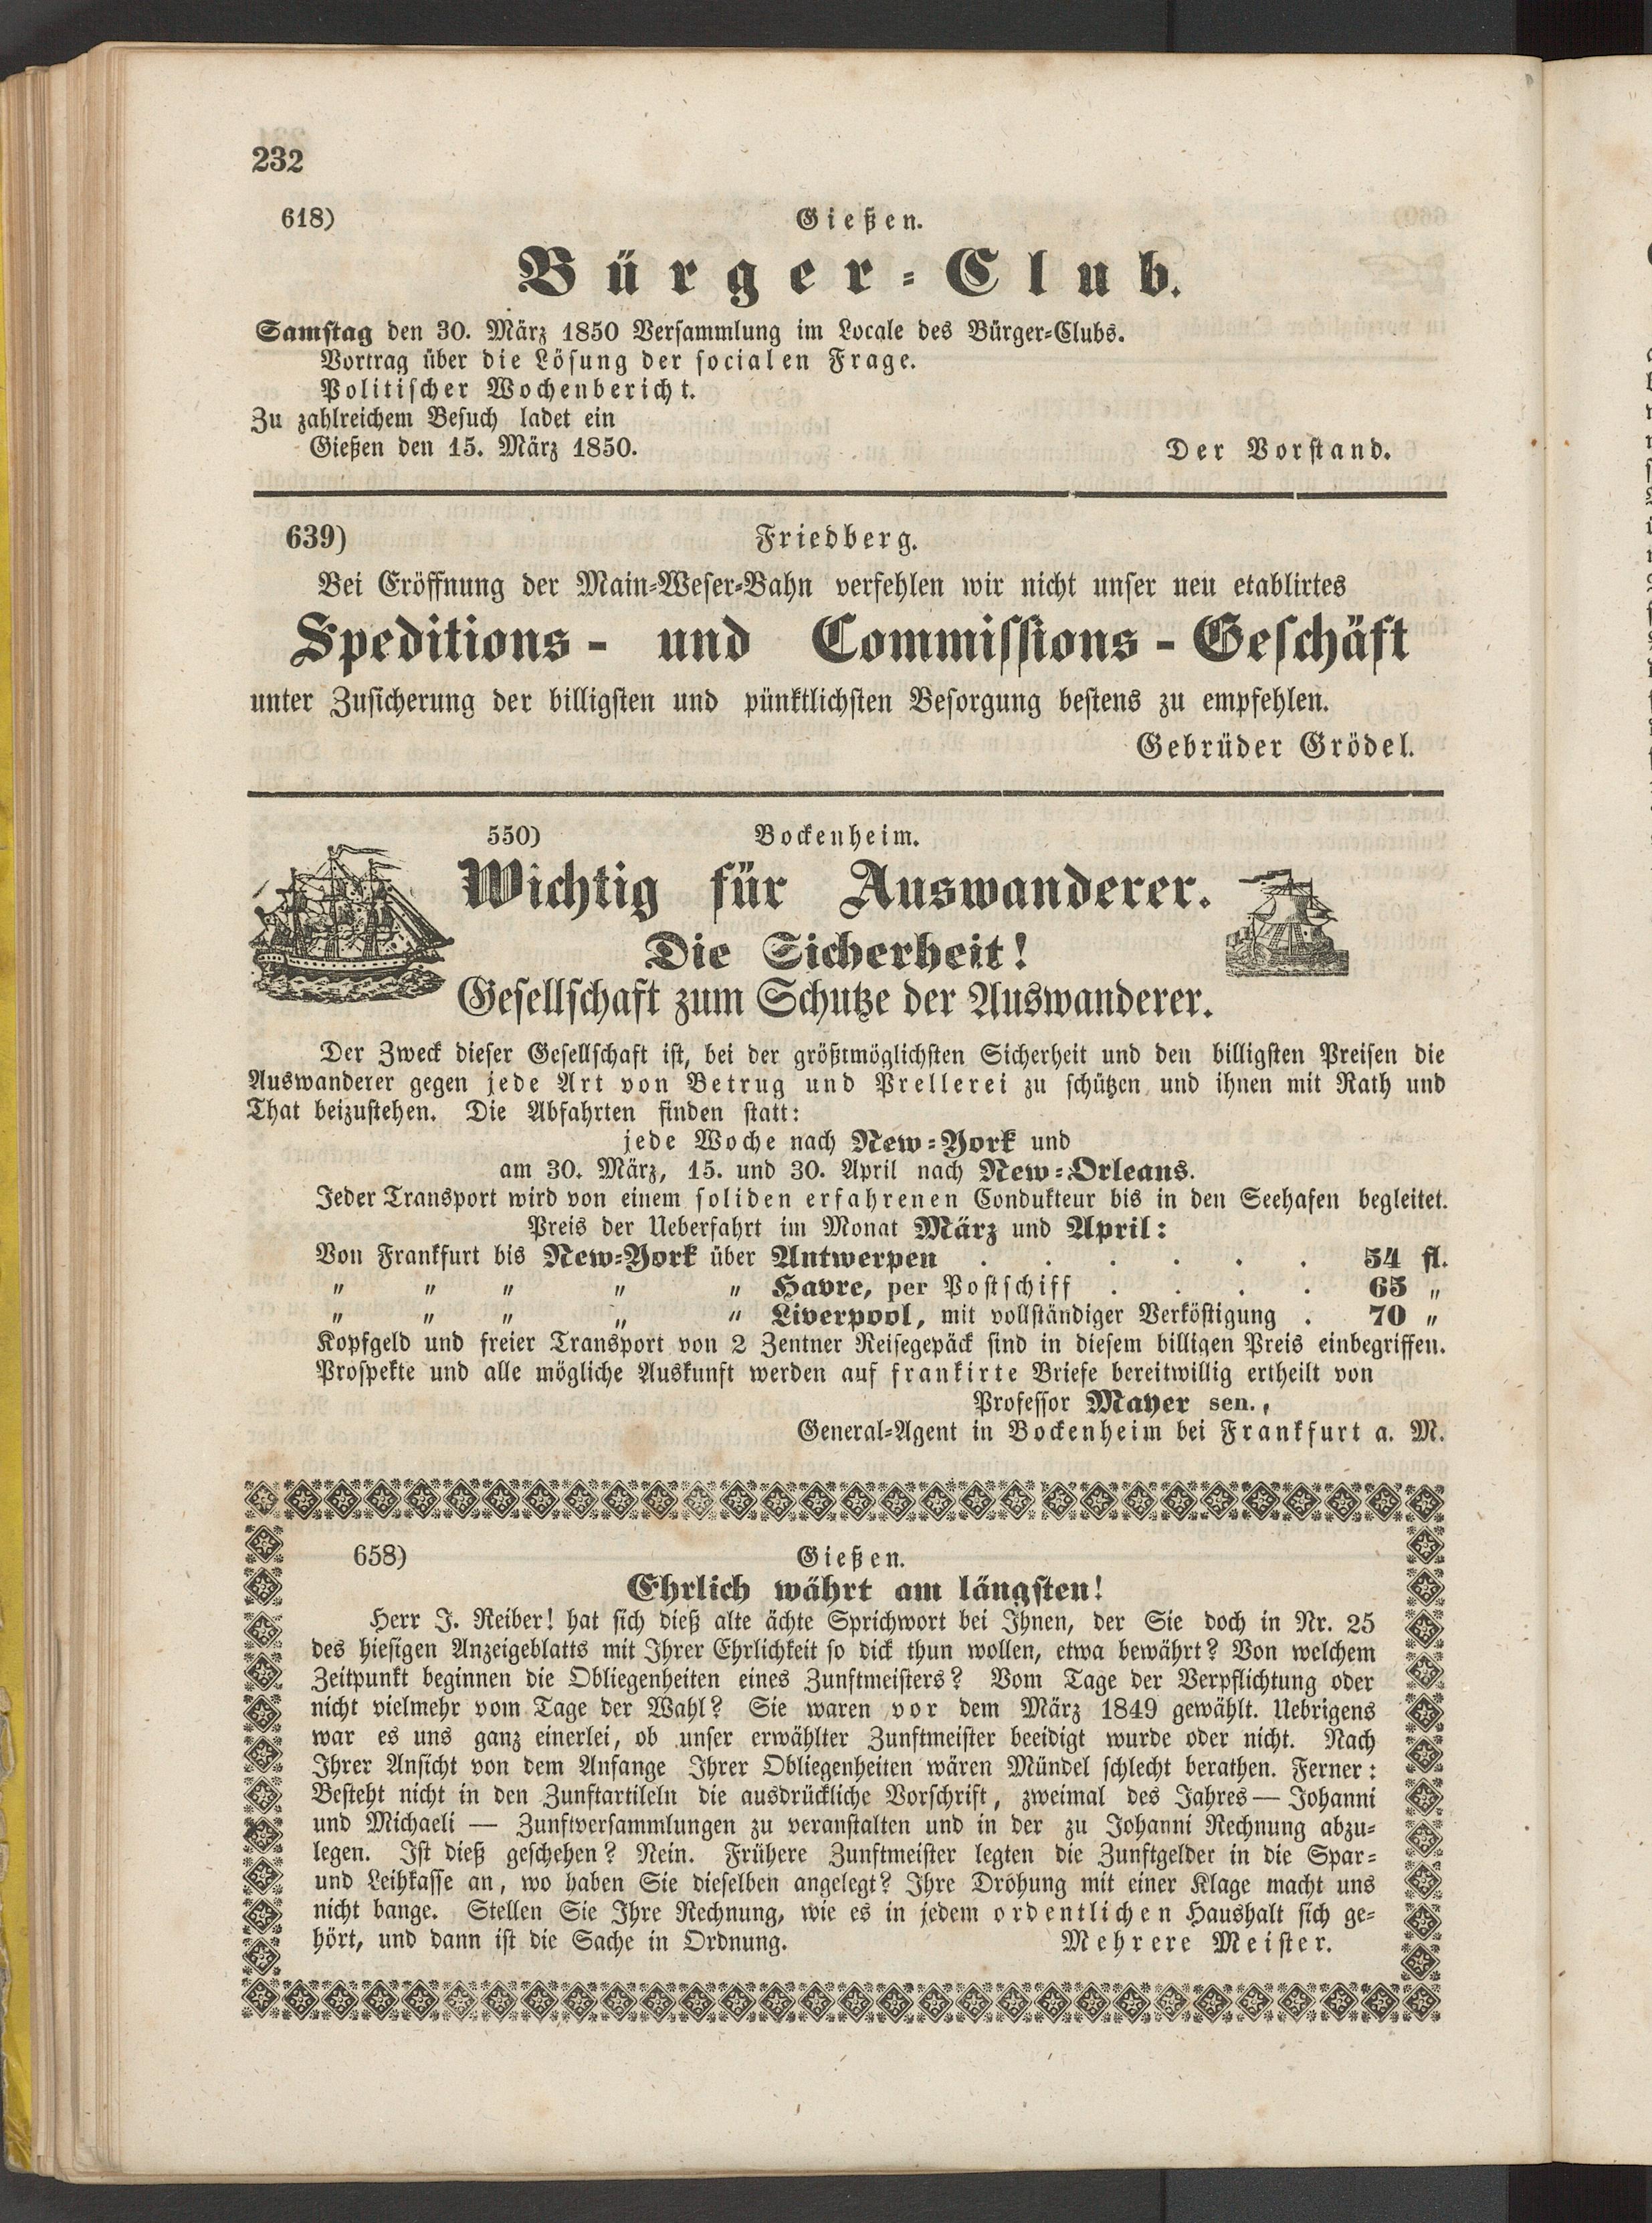 232
618) Gießen.
Bürger-Club.
Samstag den 30. März 1850 Versammlung im Locale des Bürger-Clubs.
Vortrag über die Lösung der socialen Frage.
Politischer Wochenbericht.
Zu zahlreichem Besuch ladet ein
Gießen den 15. März 1850. Der Vorstand.
639) Friedberg.
Bei Eröffnung der Main-Weser-Bahn verfehlen wir nicht unser neu etablirtes
Speditions- und Commissions-Geschäft
unter Zusicherung der billigsten und pünktlichsten Besorgung bestens zu empfehlen.
Gebrüder Grödel.
550) Bockenheim.
Wichtig für Auswanderer.
Die Sicherheit!
Gesellschaft zum Schutze der Auswanderer.
Der Zweck dieser Gesellschaft ist, bei der größtmöglichsten Sicherheit und den billigsten Preisen die
Auswanderer gegen jede Art von Betrug und Prellerei zu schützen und ihnen mit Rath und
That beizustehen. Die Abfahrten finden statt:
jede Woche nach New-York und
am 30. März, 15. und 30. April nach New-Orleans.
Jeder Transport wird von einem soliden erfahrenen Condukteur bis in den Seehafen begleitet.
Preis der Ueberfahrt im Monat März und April:
Von Frankfurt bis New-York über Antwerpen . . . . . . 54 fl.
" " " " " Havre, per Postschiff . . . . 65 "
" " " " " Liverpool, mit vollständiger Verköstigung . 70 "
Kopfgeld und freier Transport von 2 Zentner Reisegepäck sind in diesem billigen Preis einbegriffen.
Prospekte und alle mögliche Auskunft werden auf frankirte Briefe bereitwillig ertheilt von
Professor Mayer sen.,
General-Agent in Bockenheim bei Frankfurt a. M.
658) Gießen.
Ehrlich währt am längsten!
Herr J. Reiber! hat sich dieß alte ächte Sprichwort bei Ihnen, der Sie doch in Nr. 25
des hiesigen Anzeigeblatts mit Ihrer Ehrlichkeit so dick thun wollen, etwa bewährt? Von welchem
Zeitpunkt beginnen die Obliegenheiten eines Zunftmeisters? Vom Tage der Verpflichtung oder
nicht vielmehr vom Tage der Wahl? Sie waren vor dem März 1849 gewählt. Uebrigens
war es uns ganz einerlei, ob unser erwählter Zunftmeister beeidigt wurde oder nicht. Nach
Ihrer Ansicht von dem Anfange Ihrer Obliegenheiten wären Mündel schlecht berathen. Ferner:
Besteht nicht in den Zunftartileln die ausdrückliche Vorschrift, zweimal des Jahres — Johanni
und Michaeli — Zunftversammlungen zu veranstalten und in der zu Johanni Rechnung abzu-
legen. Ist dieß geschehen? Nein. Frühere Zunftmeister legten die Zunftgelder in die Spar-
und Leihkasse an, wo haben Sie dieselben angelegt? Ihre Dröhung mit einer Klage macht uns
nicht bange. Stellen Sie Ihre Rechnung, wie es in jedem ordentlichen Haushalt sich ge-
hört, und dann ist die Sache in Ordnung. Mehrere Meister.